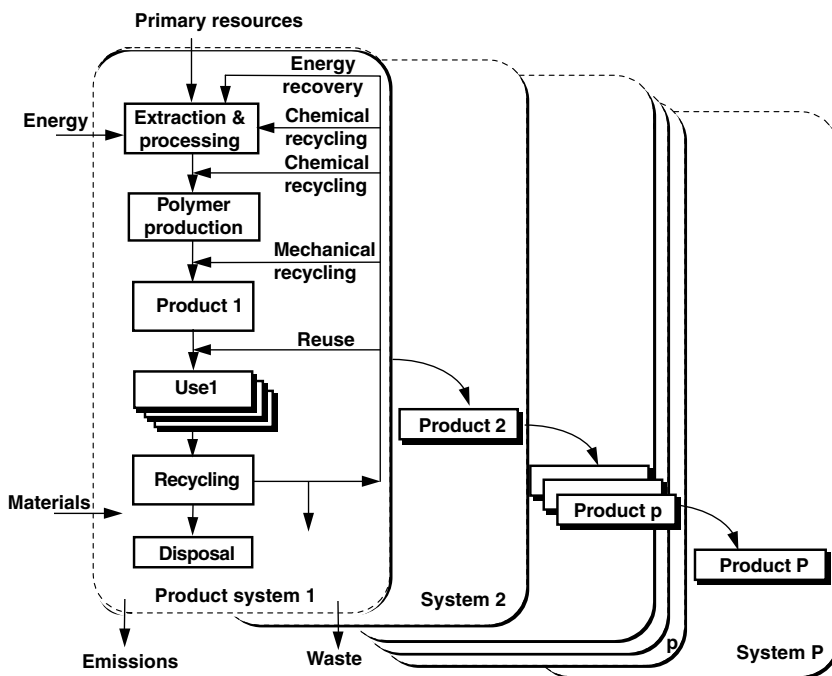 Primary resources
Energy
recovery
Energy
Extraction &
processing
Chemical
recycling
Chemical
recycling
Polymer
production
Mechanical
recycling
Product 1
Reuse
Use1
Product 2
Recycling
Materials
Product p
Disposal
Product P
Product system 1
System 2
p
System P
Emissions
Waste